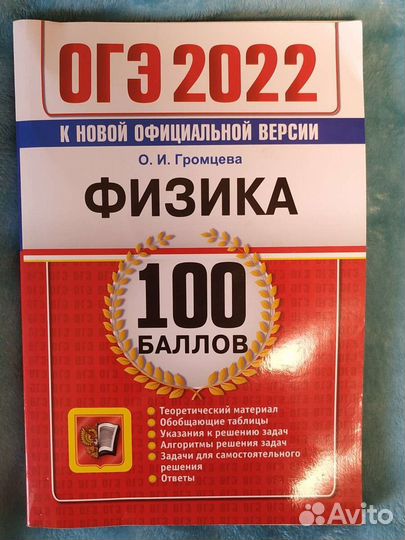 ОГЭ 2022
К НОВОЙ ОФИЦИАЛЬНОЙ ВЕРСИИ
О. И. Громцева
ФИЗИКА
100
БАЛЛОВ
• Теоретический материал
• Обобщающие таблицы
• Указания к решению задач
• Алгоритмы решения задач
• Задачи для самостоятельного
решения
• Ответы
Avito